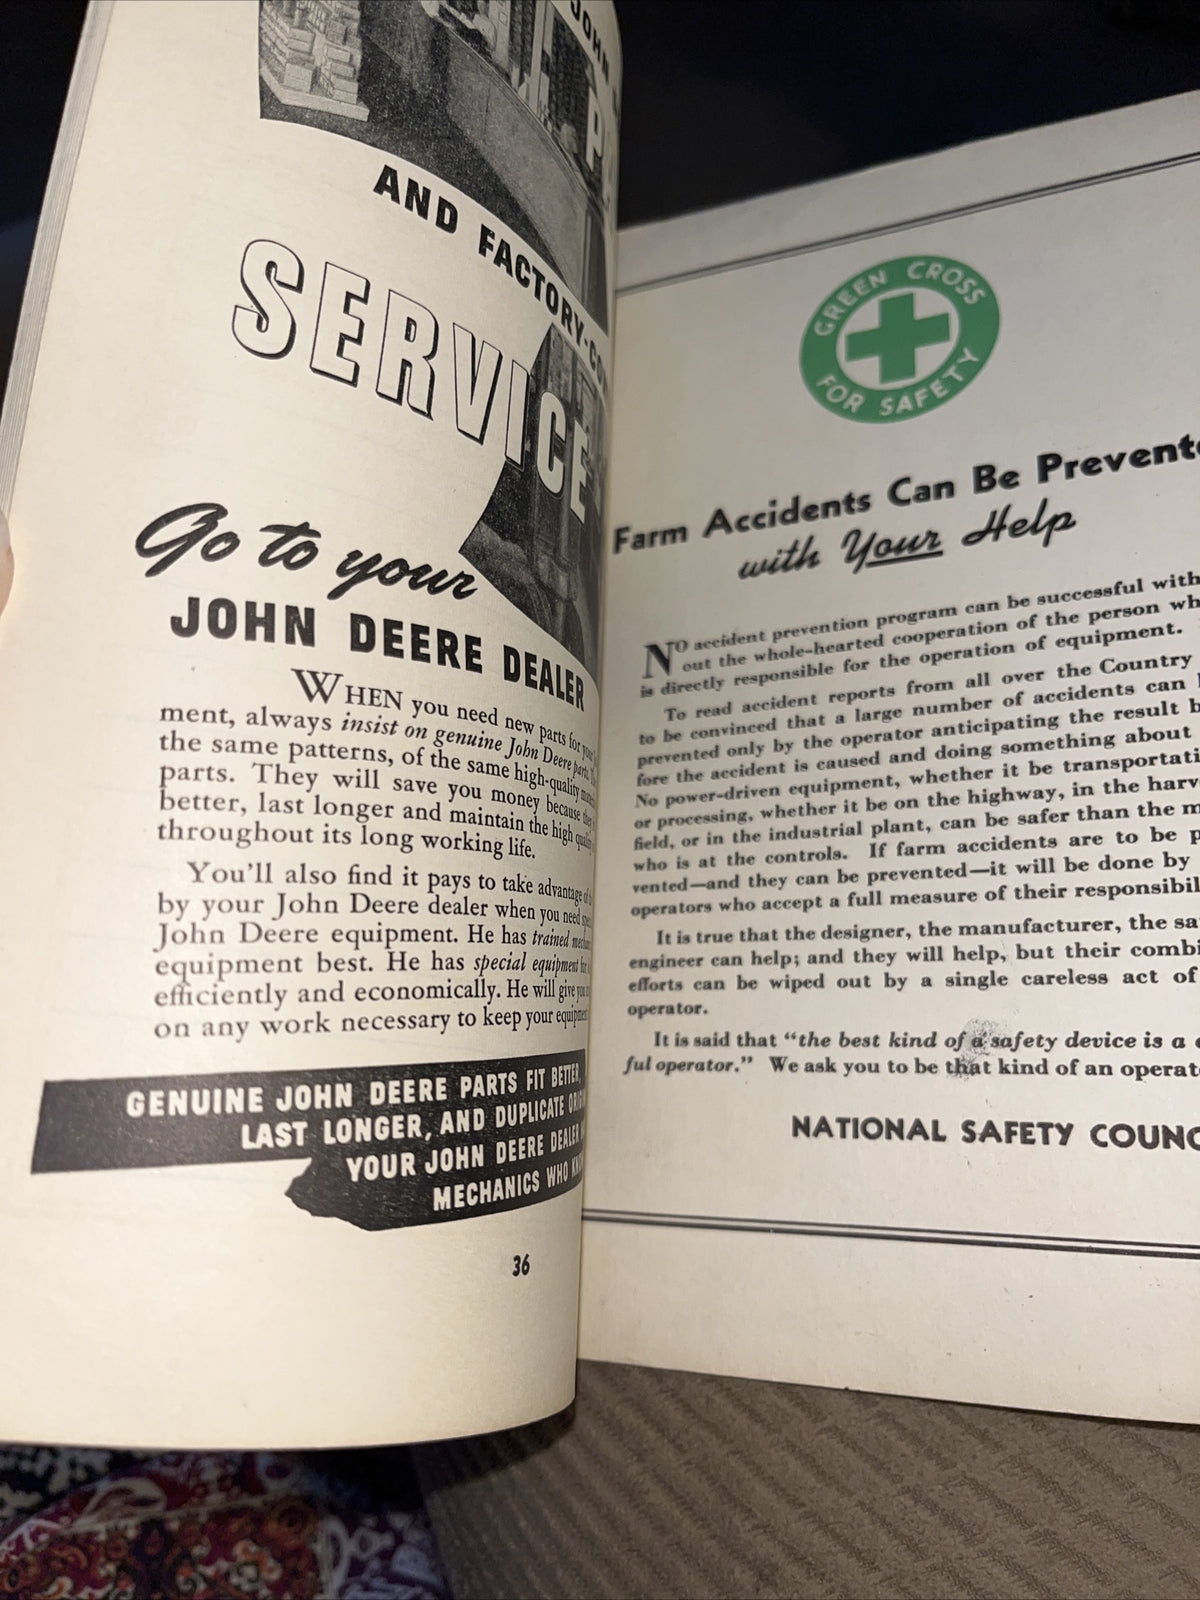 JOHN
AND FACTORY-CO
SERVICE
Go to your
JOHN DEERE DEALER
WHEN you need new parts for
ment, always insist on genuine John Deere parts.
the same patterns, of the same high-quality
parts. They will save you money because they
better, last longer and maintain the high quality
throughout its long working life.
You'll also find it pays to take advantage of
by your John Deere dealer when you need
John Deere equipment. He has trained
equipment best. He has special equipment
efficiently and economically. He will give you
on any work necessary to keep your
GENUINE JOHN DEERE PARTS FIT BETTER,
LAST LONGER, AND DUPLICATE
YOUR JOHN DEERE DEALER
MECHANICS WHO
36
GREEN CROSS
FOR SAFETY
Farm Accidents Can Be Prevente
with Your Help
NO accident prevention program can be successful with
out the whole-hearted cooperation of the person wh
is directly responsible for the operation of equipment.
To read accident reports from all over the Country
to be convinced that a large number of accidents can
prevented only by the operator anticipating the result b
fore the accident is caused and doing something about
No power-driven equipment, whether it be transportati
or processing, whether it be on the highway, in the harv
field, or in the industrial plant, can be safer than the m
who is at the controls. If farm accidents are to be p
vented—and they can be prevented—it will be done by
operators who accept a full measure of their responsibil
It is true that the designer, the manufacturer, the sa
engineer can help; and they will help, but their combi
efforts can be wiped out by a single careless act of
operator.
It is said that "the best kind of a safety device is a c
ful operator." We ask you to be that kind of an operat
NATIONAL SAFETY COUNC